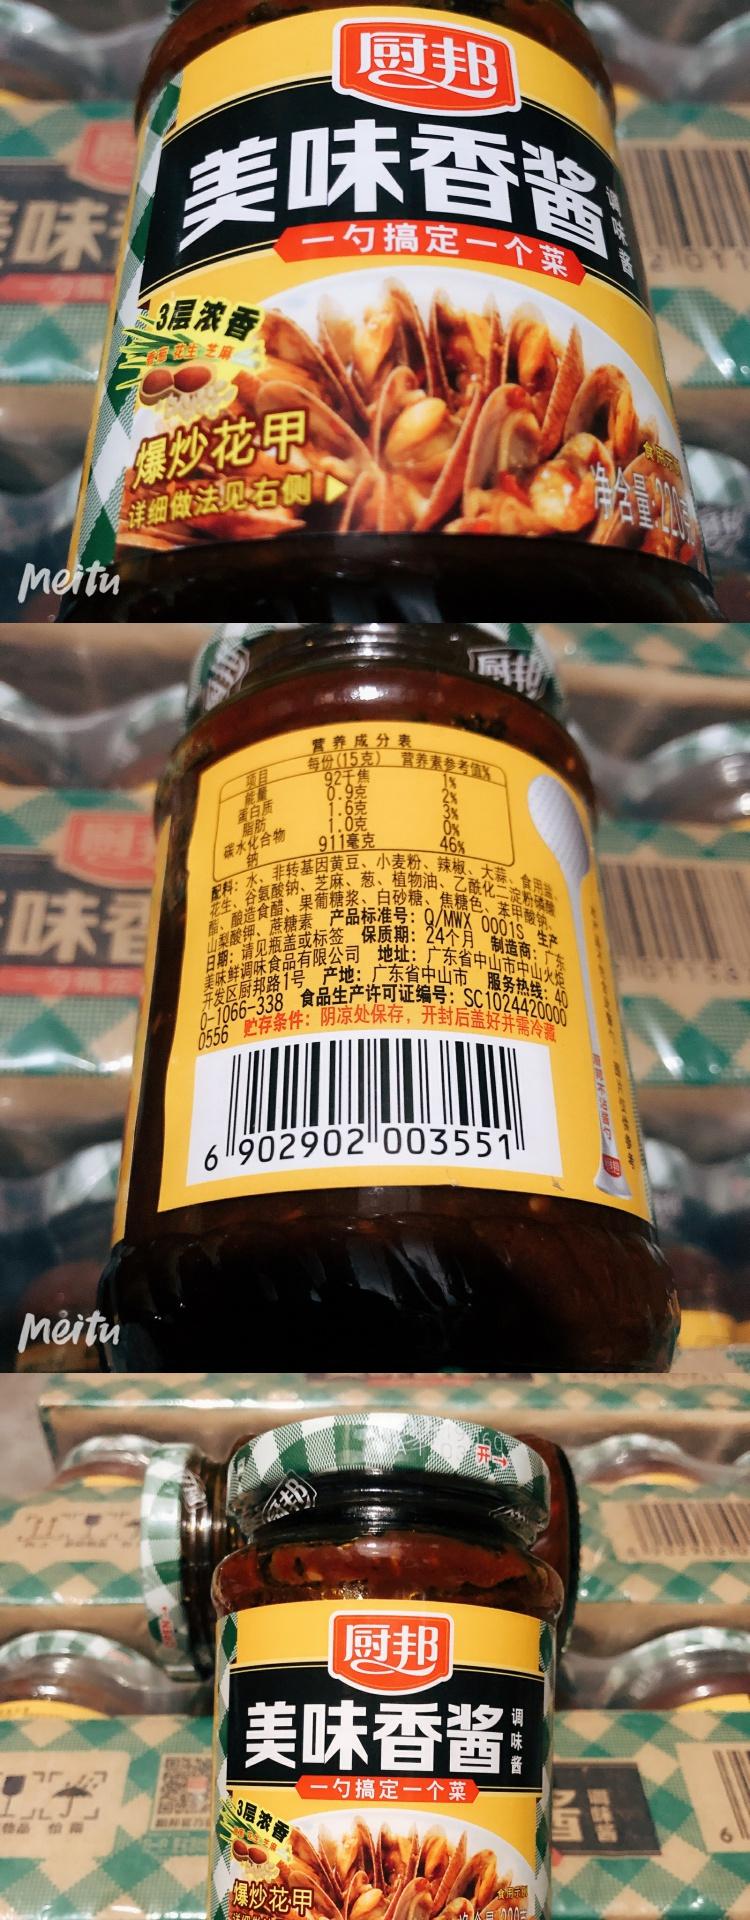 厨邦
美味香酱
调味酱
一勺搞定一个菜
3层浓香
花生 芝麻
爆炒花甲
详细做法见右侧
净含量:220克
Meitu
厨邦
营养成分表
项目 每份(15克) 营养素参考值%
能量 92千焦 1%
蛋白质 0.9克 2%
脂肪 1.6克 3%
碳水化合物 1.0克 0%
钠 911毫克 46%
配料:水、非转基因黄豆、小麦粉、辣椒、大蒜、食用盐、
花生、谷氨酸钠、芝麻、葱、植物油、乙酰化二淀粉磷酸
酯、酿造食醋、果葡糖浆、白砂糖、焦糖色、苯甲酸钠、
山梨酸钾、蔗糖素 产品标准号:Q/MWX 0001S 生产
日期:请见瓶盖或标签 保质期:24个月 制造商:广东
美味鲜调味食品有限公司 地址:广东省中山市中山火炬
开发区厨邦路1号 产地:广东省中山市 服务热线:40
0-1066-338 食品生产许可证编号:SC1024420000
0556 贮存条件:阴凉处保存,开封后盖好并需冷藏
6 902902 003551
Meitu
开→
厨邦
厨邦
美味香酱
调味酱
一勺搞定一个菜
3层浓香
爆炒花甲